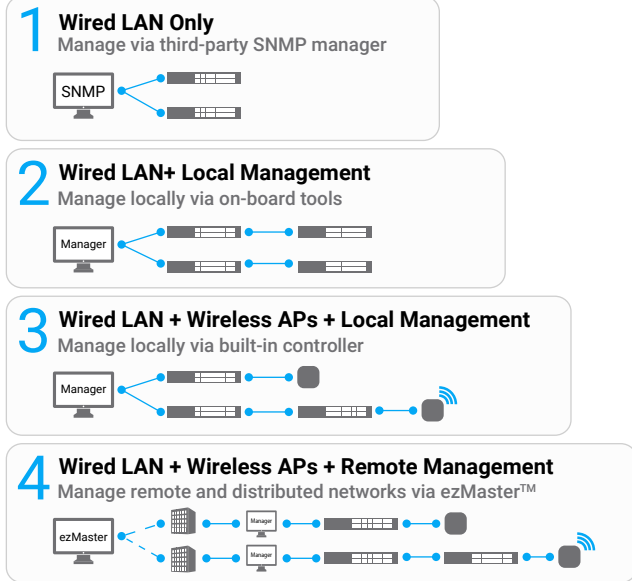 1 Wired LAN Only
Manage via third-party SNMP manager
SNMP
2 Wired LAN+ Local Management
Manage locally via on-board tools
Manager
3 Wired LAN + Wireless APs + Local Management
Manage locally via built-in controller
Manager
4 Wired LAN + Wireless APs + Remote Management
Manage remote and distributed networks via ezMaster™
Manager
ezMaster
Manager